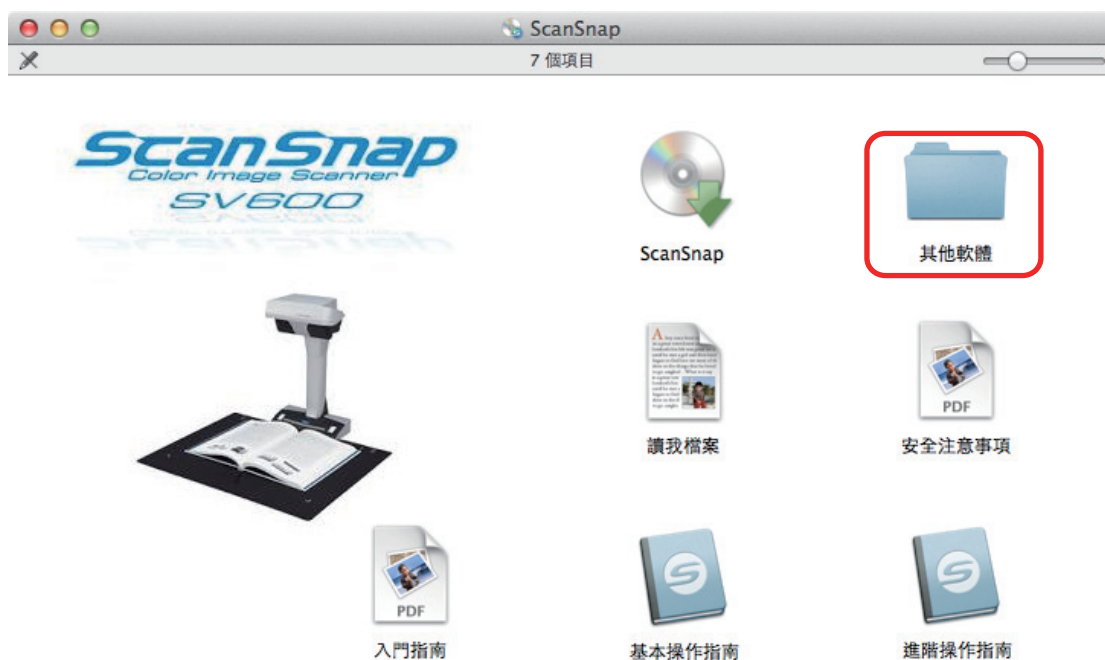 ScanSnap
7 個項目
ScanSnap
Color Image Scanner
SV600
ScanSnap
其他軟體
讀我檔案
PDF
安全注意事項
PDF
入門指南
基本操作指南
進階操作指南